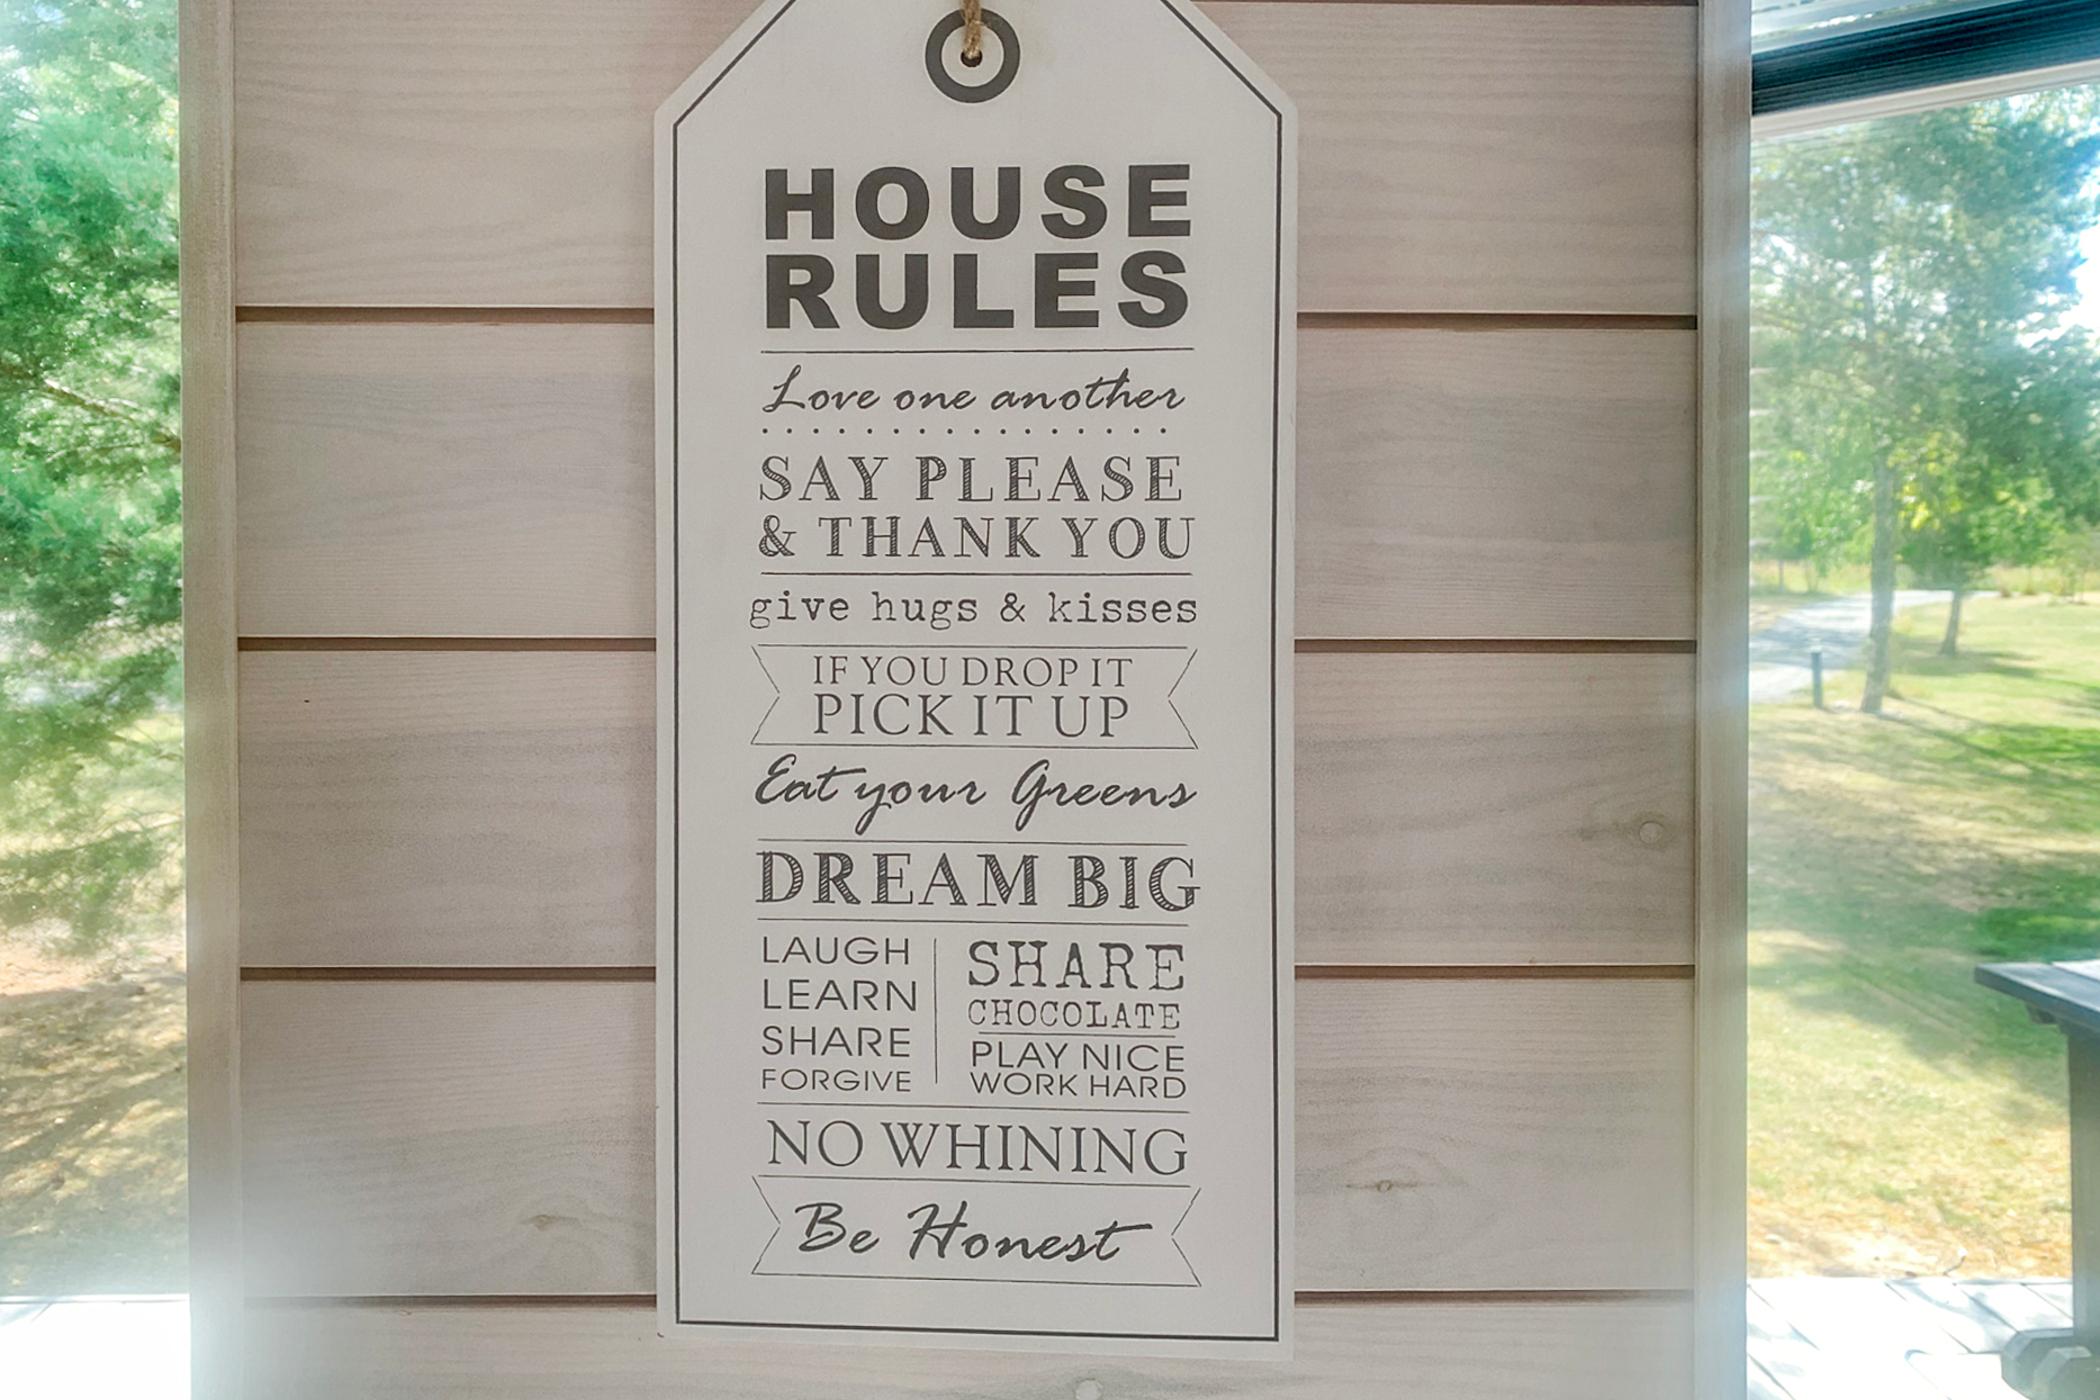 HOUSE
RULES
Love one another
SAY PLEASE
& THANK YOU
give hugs & kisses
IF YOU DROP IT
PICK IT UP
Eat your Greens
DREAM BIG
LAUGH
LEARN
SHARE
FORGIVE
SHARE
CHOCOLATE
PLAY NICE
WORK HARD
NO WHINING
Be Honest